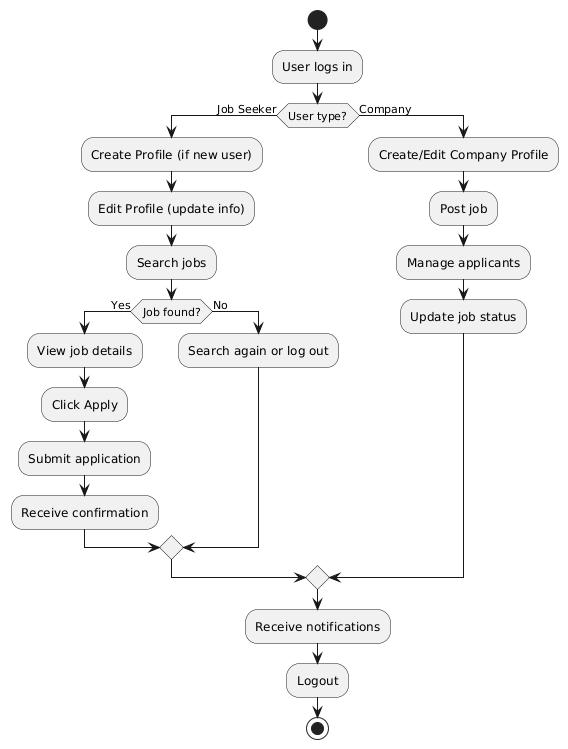 User logs in
User type?
Job Seeker
Company
Create Profile (if new user)
Edit Profile (update info)
Search jobs
Job found?
Yes
No
View job details
Click Apply
Submit application
Receive confirmation
Search again or log out
Create/Edit Company Profile
Post job
Manage applicants
Update job status
Receive notifications
Logout